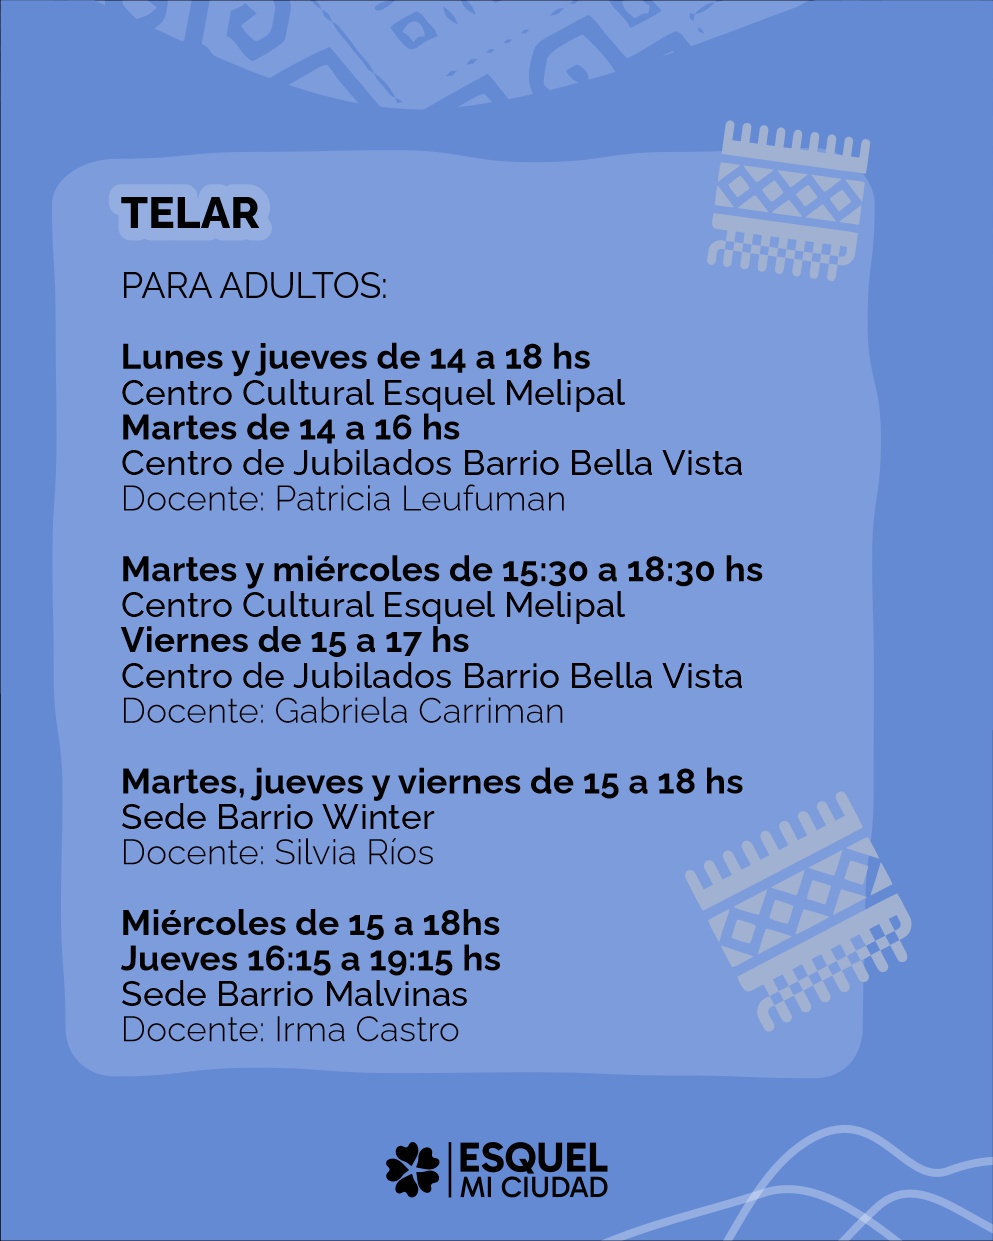 TELAR
PARA ADULTOS:
Lunes y jueves de 14 a 18 hs
Centro Cultural Esquel Melipal
Martes de 14 a 16 hs
Centro de Jubilados Barrio Bella Vista
Docente: Patricia Leufuman
Martes y miércoles de 15:30 a 18:30 hs
Centro Cultural Esquel Melipal
Viernes de 15 a 17 hs
Centro de Jubilados Barrio Bella Vista
Docente: Gabriela Carriman
Martes, jueves y viernes de 15 a 18 hs
Sede Barrio Winter
Docente: Silvia Ríos
Miércoles de 15 a 18hs
Jueves 16:15 a 19:15 hs
Sede Barrio Malvinas
Docente: Irma Castro
ESQUEL
MI CIUDAD